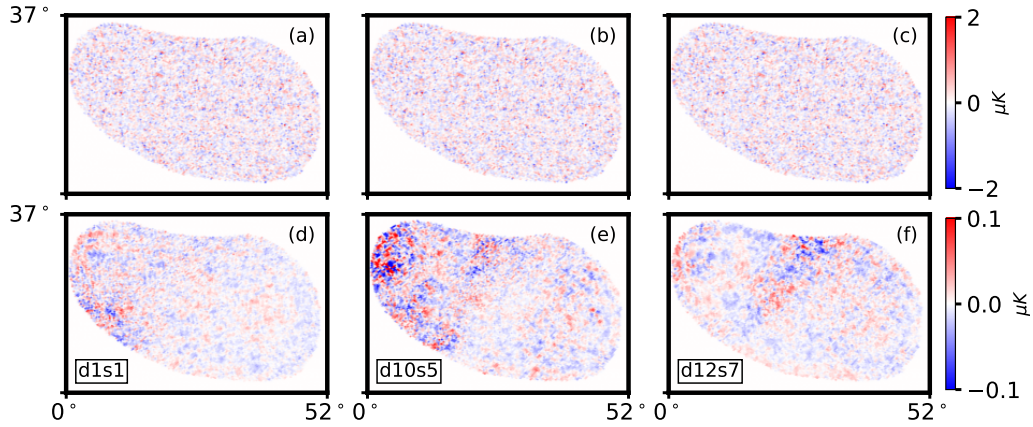 37°
(a)
(b)
(c)
2
0
−2
μK
37°
(d)
(e)
(f)
0.1
0.0
−0.1
μK
d1s1
d10s5
d12s7
0°
52°
0°
52°
0°
52°